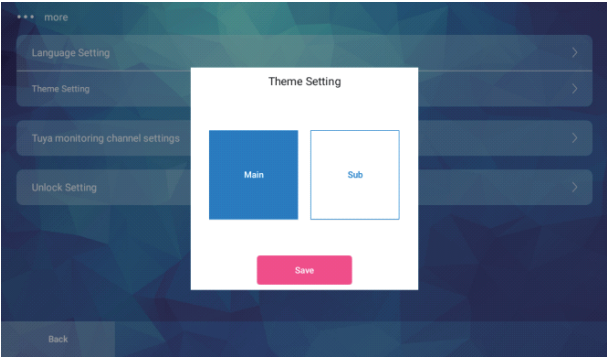 ••• more
Language Setting
Theme Setting
Theme Setting
Tuya monitoring channel settings
Main
Sub
Unlock Setting
Save
Back